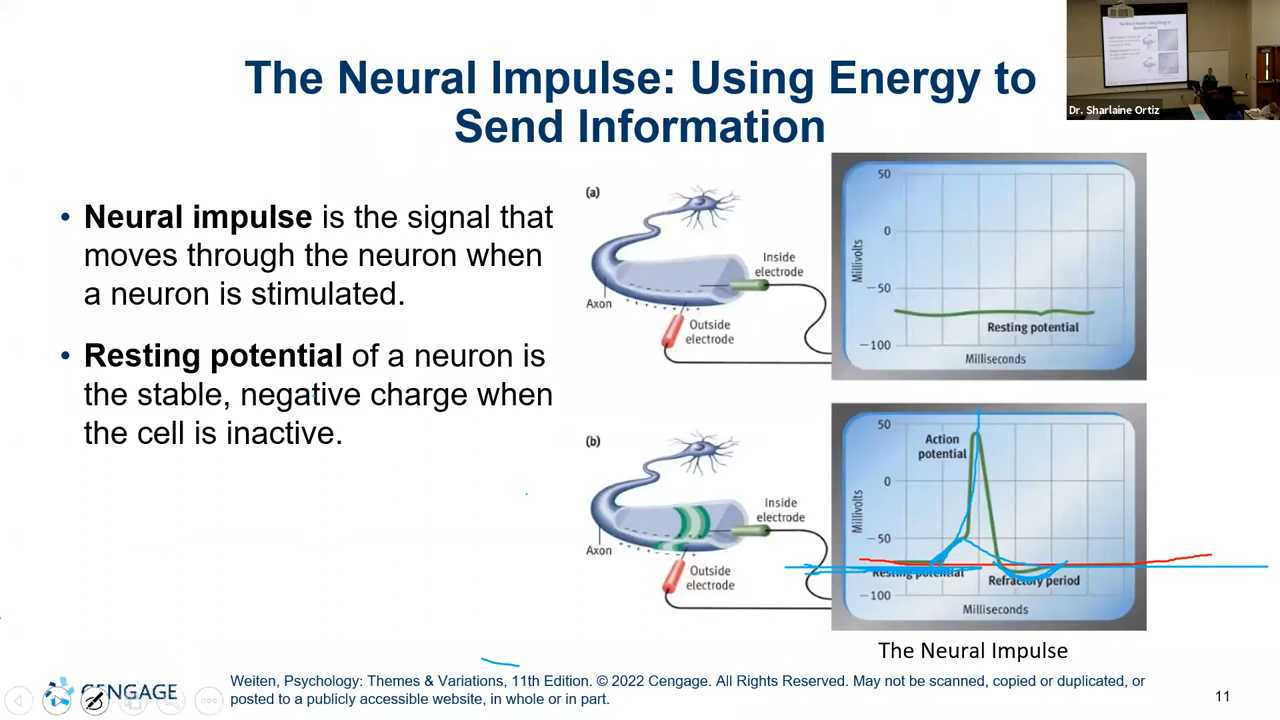 The Neural Impulse: Using Energy to
Send Information
Dr. Sharlaine Ortiz
• Neural impulse is the signal that
moves through the neuron when
a neuron is stimulated.
• Resting potential of a neuron is
the stable, negative charge when
the cell is inactive.
(a)
Axon
Inside
electrode
Outside
electrode
50
0
−50
−100
Millivolts
Resting potential
Milliseconds
(b)
Axon
Inside
electrode
Outside
electrode
50
0
−50
−100
Millivolts
Action
potential
Resting potential
Refractory period
Milliseconds
The Neural Impulse
CENGAGE
Weiten, Psychology: Themes & Variations, 11th Edition. © 2022 Cengage. All Rights Reserved. May not be scanned, copied or duplicated, or
posted to a publicly accessible website, in whole or in part.
11